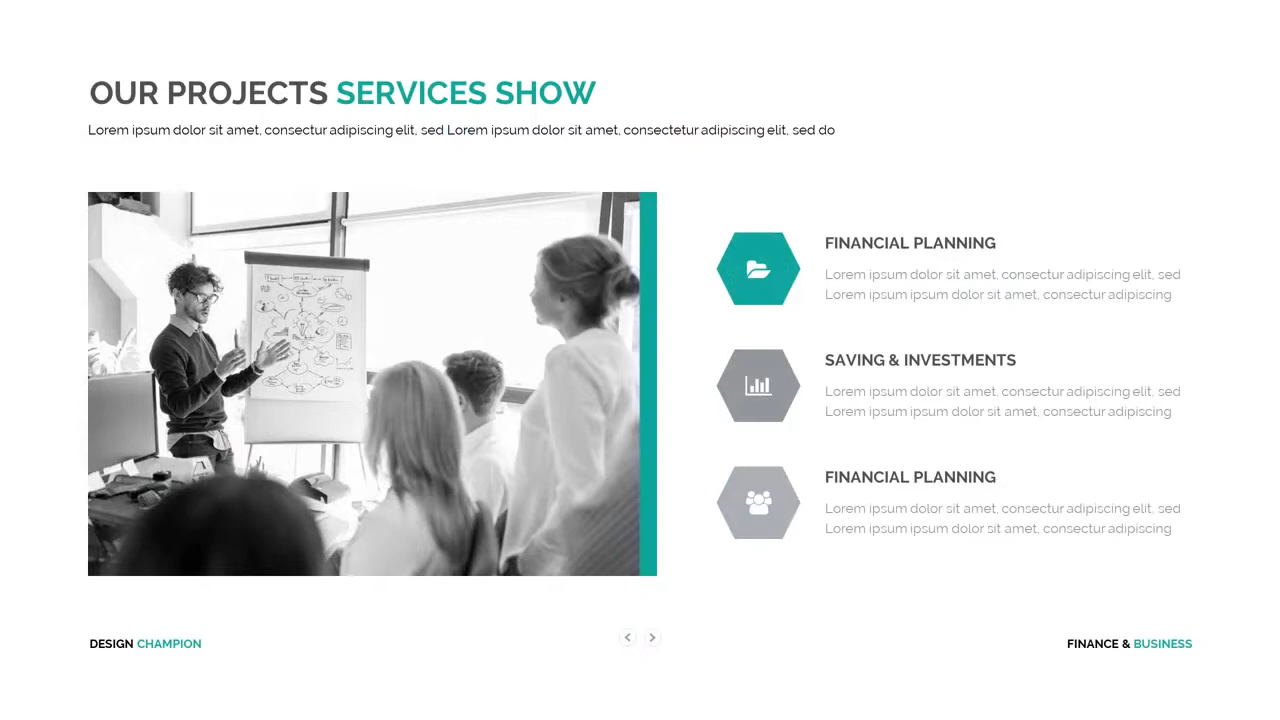 OUR PROJECTS SERVICES SHOW
Lorem ipsum dolor sit amet, consectur adipiscing elit, sed Lorem ipsum dolor sit amet, consectetur adipiscing elit, sed do
FINANCIAL PLANNING
Lorem ipsum dolor sit amet, consectur adipiscing elit, sed
Lorem ipsum ipsum dolor sit amet, consectur adipiscing
SAVING & INVESTMENTS
Lorem ipsum dolor sit amet, consectur adipiscing elit, sed
Lorem ipsum ipsum dolor sit amet, consectur adipiscing
FINANCIAL PLANNING
Lorem ipsum dolor sit amet, consectur adipiscing elit, sed
Lorem ipsum ipsum dolor sit amet, consectur adipiscing
DESIGN CHAMPION
FINANCE & BUSINESS